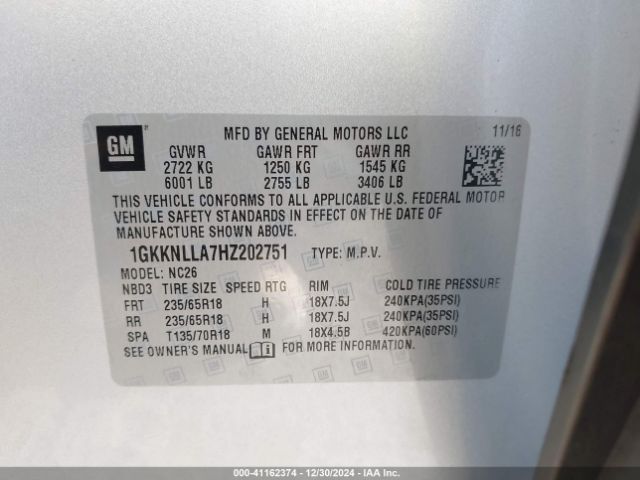 GM
MFD BY GENERAL MOTORS LLC
11/16
GVWR GAWR FRT GAWR RR
2722 KG 1250 KG 1545 KG
6001 LB 2755 LB 3406 LB
THIS VEHICLE CONFORMS TO ALL APPLICABLE U.S. FEDERAL MOTOR
VEHICLE SAFETY STANDARDS IN EFFECT ON THE DATE OF
MANUFACTURE SHOWN ABOVE.
1GKKNLLA7HZ202751 TYPE: M.P.V.
MODEL: NC26
NBD3 TIRE SIZE SPEED RTG RIM COLD TIRE PRESSURE
FRT 235/65R18 H 18X7.5J 240KPA(35PSI)
RR 235/65R18 H 18X7.5J 240KPA(35PSI)
SPA T135/70R18 M 18X4.5B 420KPA(60PSI)
SEE OWNER'S MANUAL FOR MORE INFORMATION.
000-41162374 • 12/30/2024 • IAA Inc.